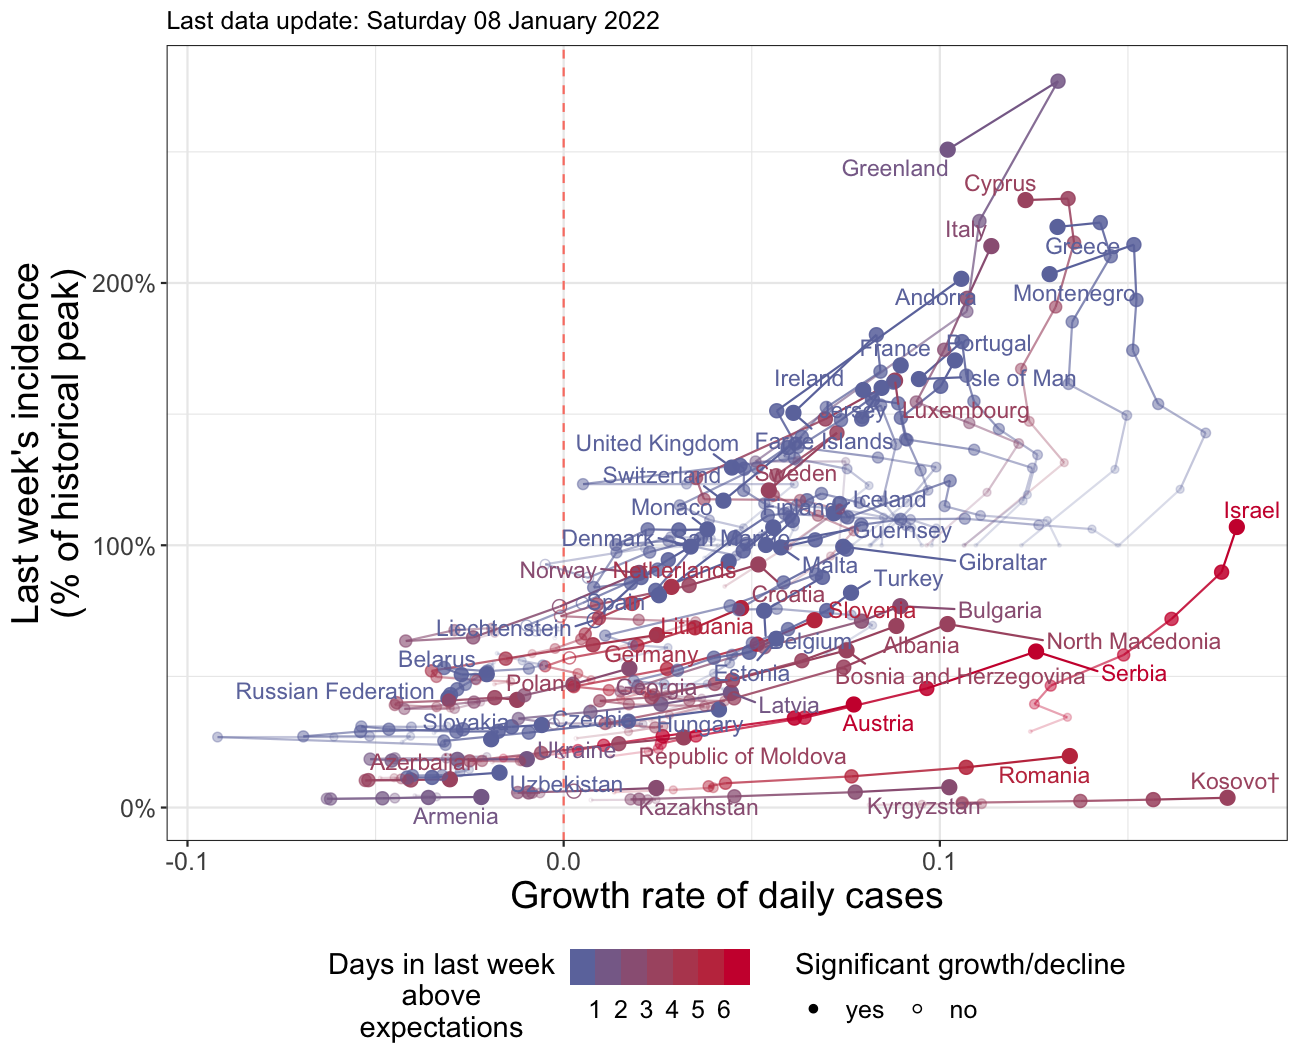 Last data update: Saturday 08 January 2022
Last week's incidence
(% of historical peak)
200%
100%
0%
Greenland
Cyprus
Italy
Greece
Andorra
Montenegro
France
Portugal
Ireland
Isle of Man
Jersey
Luxembourg
United Kingdom
Faroe Islands
Switzerland
Sweden
Monaco
Finland
Iceland
Israel
Denmark
San Marino
Guernsey
Norway
Netherlands
Malta
Gibraltar
Spain
Croatia
Turkey
Liechtenstein
Lithuania
Slovenia
Bulgaria
Belarus
Germany
Belgium
Albania
North Macedonia
Russian Federation
Poland
Georgia
Estonia
Bosnia and Herzegovina
Serbia
Slovakia
Czechia
Hungary
Latvia
Austria
Azerbaijan
Ukraine
Republic of Moldova
Romania
Uzbekistan
Kosovo†
Armenia
Kazakhstan
Kyrgyzstan
-0.1
0.0
0.1
Growth rate of daily cases
Days in last week
above
expectations
1 2 3 4 5 6
Significant growth/decline
yes
no